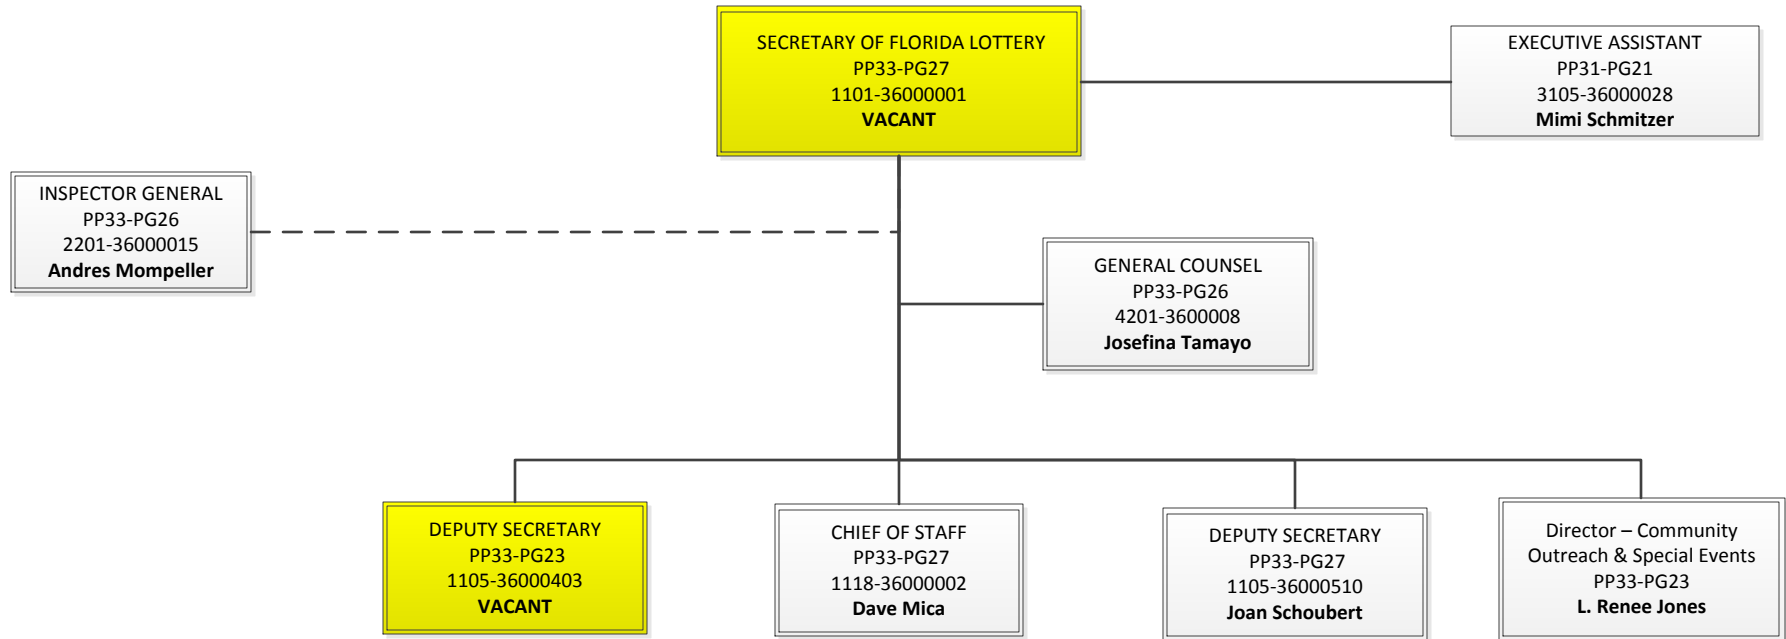 SECRETARY OF FLORIDA LOTTERY
PP33-PG27
1101-36000001
VACANT
EXECUTIVE ASSISTANT
PP31-PG21
3105-36000028
Mimi Schmitzer
INSPECTOR GENERAL
PP33-PG26
2201-36000015
Andres Mompeller
GENERAL COUNSEL
PP33-PG26
4201-3600008
Josefina Tamayo
DEPUTY SECRETARY
PP33-PG23
1105-36000403
VACANT
CHIEF OF STAFF
PP33-PG27
1118-36000002
Dave Mica
DEPUTY SECRETARY
PP33-PG27
1105-36000510
Joan Schoubert
Director – Community
Outreach & Special Events
PP33-PG23
L. Renee Jones